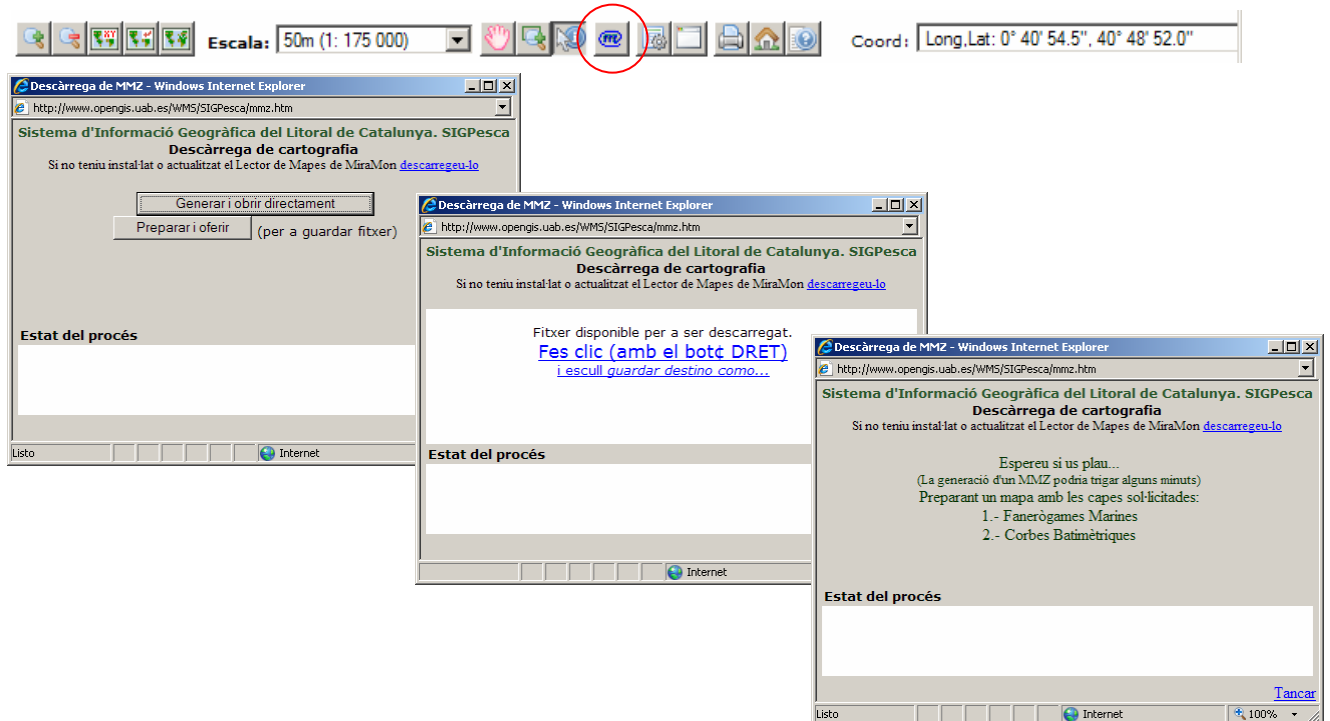 Escala: 50m (1: 175 000) Coord: Long,Lat: 0° 40' 54.5", 40° 48' 52.0"
Descàrrega de MMZ - Windows Internet Explorer
http://www.opengis.uab.es/WMS/SIGPesca/mmz.htm
Sistema d'Informació Geogràfica del Litoral de Catalunya. SIGPesca
Descàrrega de cartografia
Si no teniu instal·lat o actualitzat el Lector de Mapes de MiraMon descarregeu-lo
Generar i obrir directament
Preparar i oferir (per a guardar fitxer)
Estat del procés
Listo Internet
Descàrrega de MMZ - Windows Internet Explorer
http://www.opengis.uab.es/WMS/SIGPesca/mmz.htm
Sistema d'Informació Geogràfica del Litoral de Catalunya. SIGPesca
Descàrrega de cartografia
Si no teniu instal·lat o actualitzat el Lector de Mapes de MiraMon descarregeu-lo
Fitxer disponible per a ser descarregat.
Fes clic (amb el bot¢ DRET)
i escull guardar destino como...
Estat del procés
Internet
Descàrrega de MMZ - Windows Internet Explorer
http://www.opengis.uab.es/WMS/SIGPesca/mmz.htm
Sistema d'Informació Geogràfica del Litoral de Catalunya. SIGPesca
Descàrrega de cartografia
Si no teniu instal·lat o actualitzat el Lector de Mapes de MiraMon descarregeu-lo
Espereu si us plau...
(La generació d'un MMZ podria trigar alguns minuts)
Preparant un mapa amb les capes sol·licitades:
1.- Fanerògames Marines
2.- Corbes Batimètriques
Estat del procés
Tancar
Listo Internet 100%